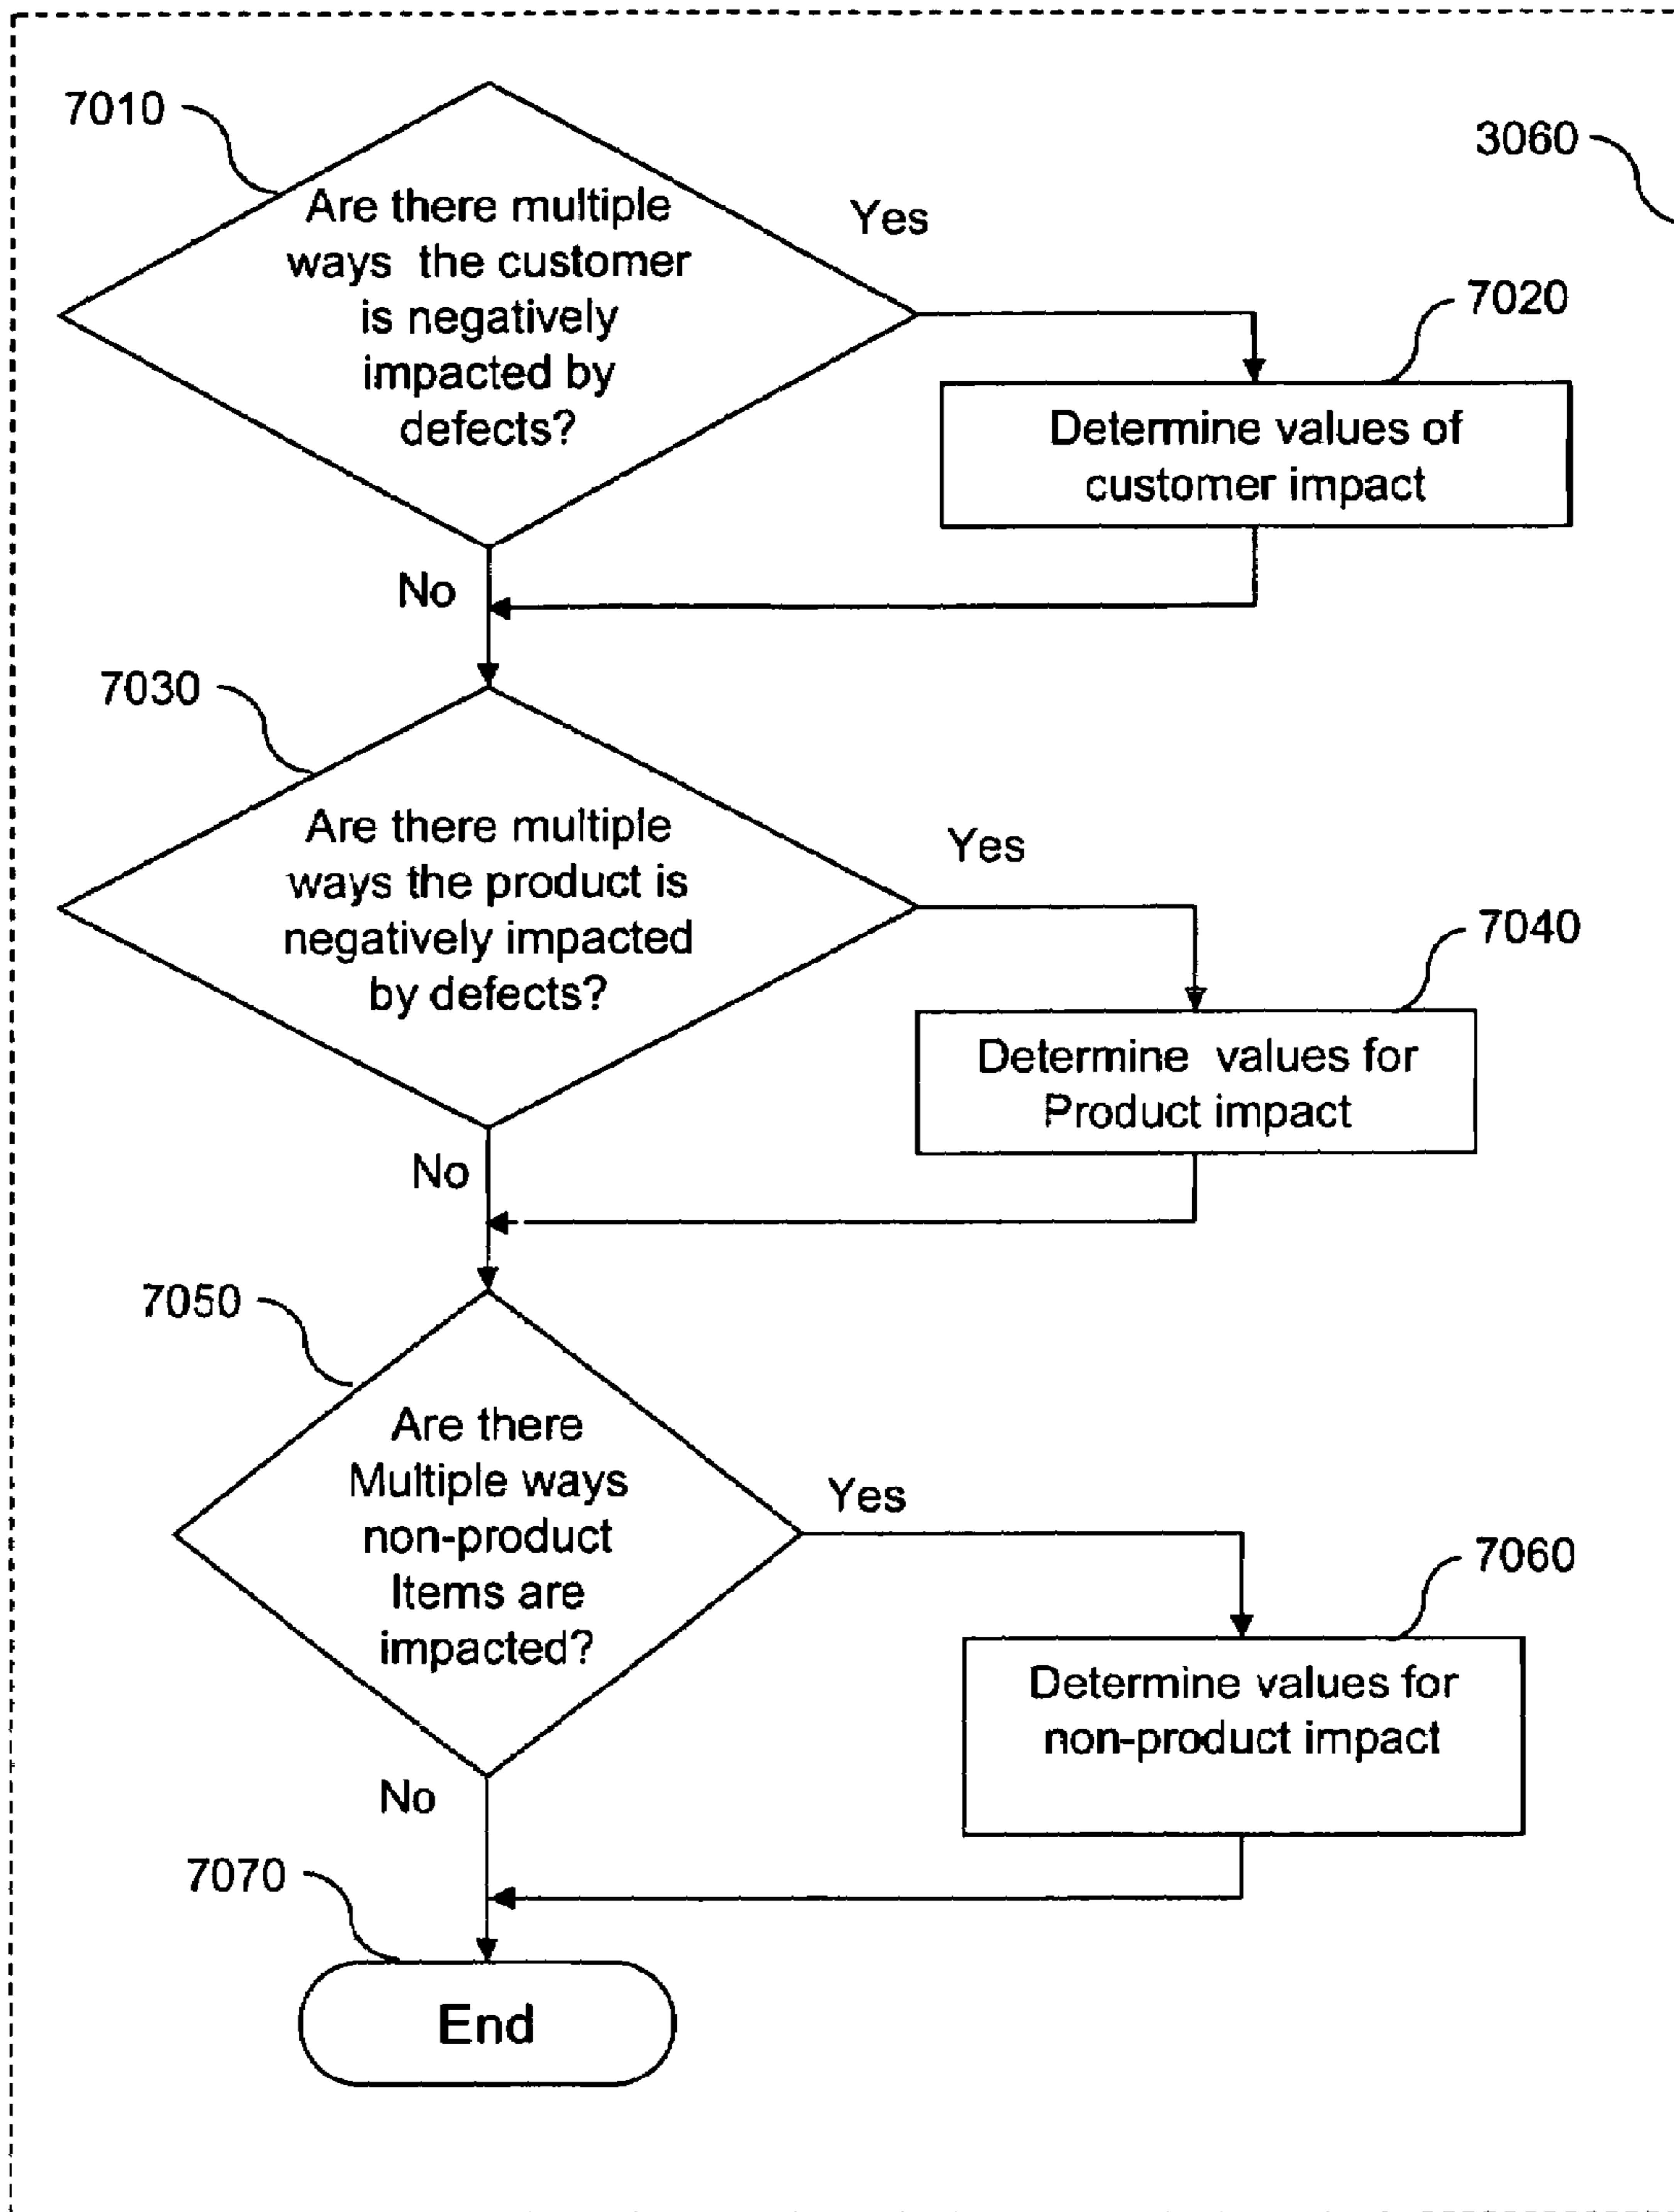 7010
3060
Are there multiple
ways the customer
is negatively
impacted by
defects?
Yes
7020
Determine values of
customer impact
No
7030
Are there multiple
ways the product is
negatively impacted
by defects?
Yes
7040
Determine values for
Product impact
No
7050
Are there
Multiple ways
non-product
Items are
impacted?
Yes
7060
Determine values for
non-product impact
No
7070
End